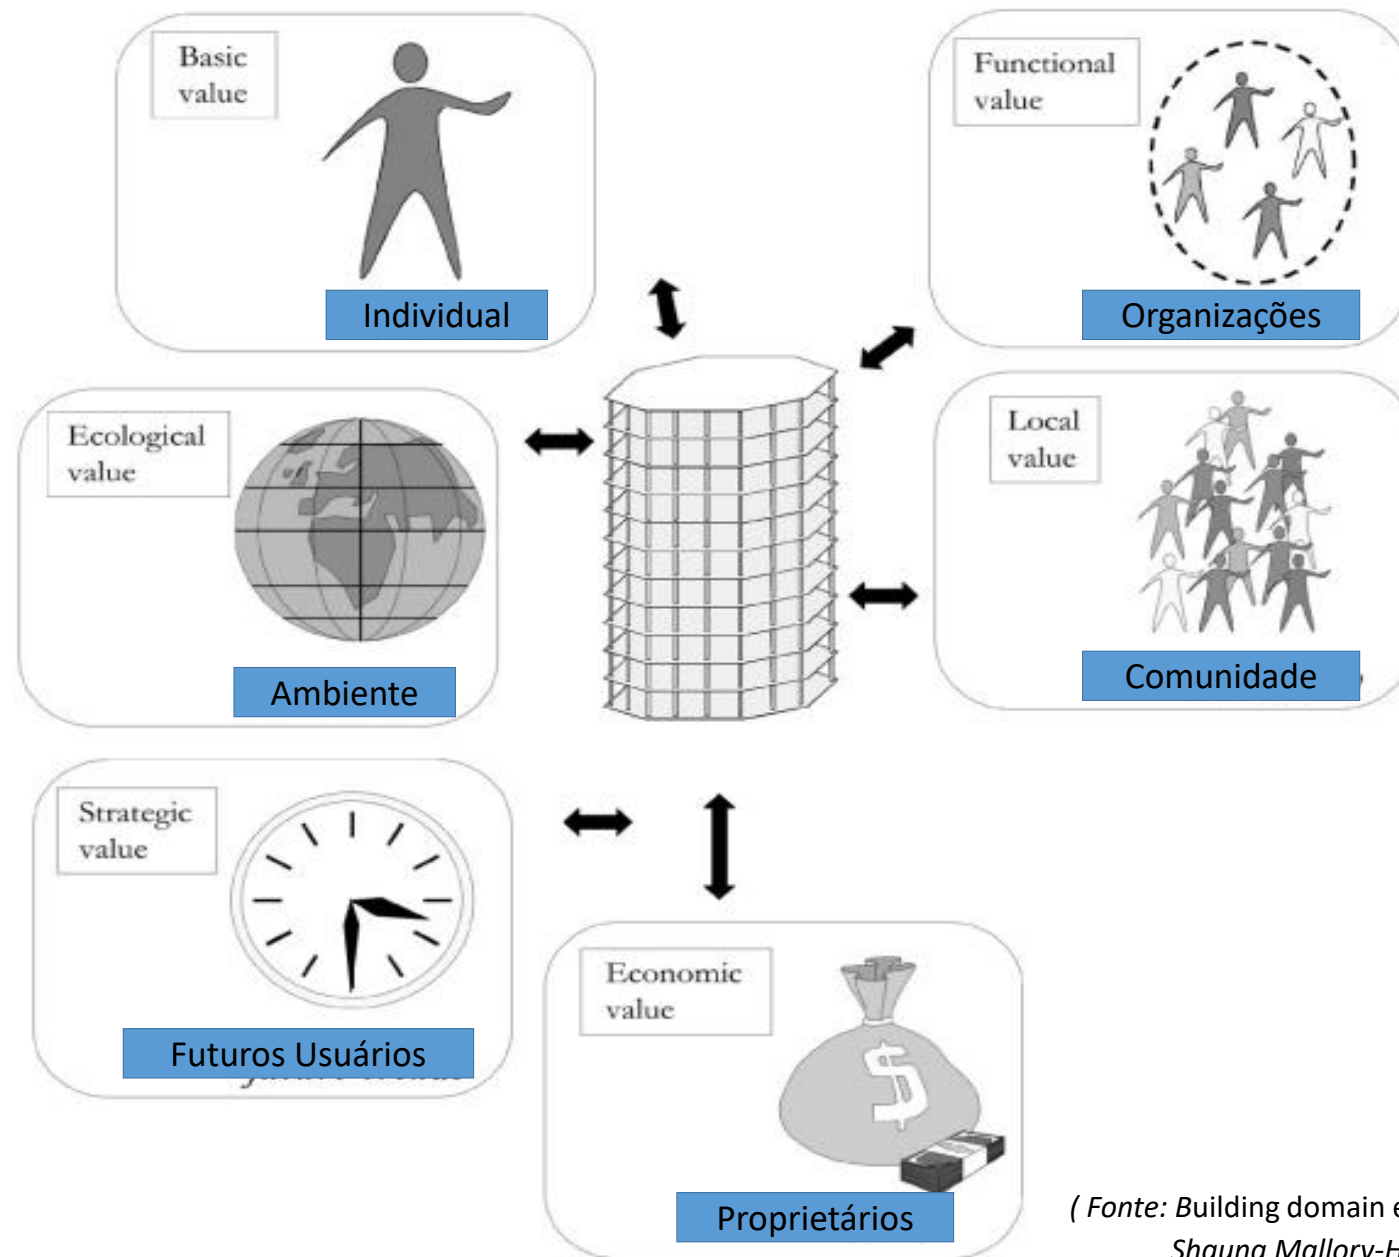 Basic
value
Individual
Functional
value
Organizações
Ecological
value
Ambiente
Local
value
Comunidade
Strategic
value
Futuros Usuários
Economic
value
$
Proprietários
( Fonte: Building domain
Shauna